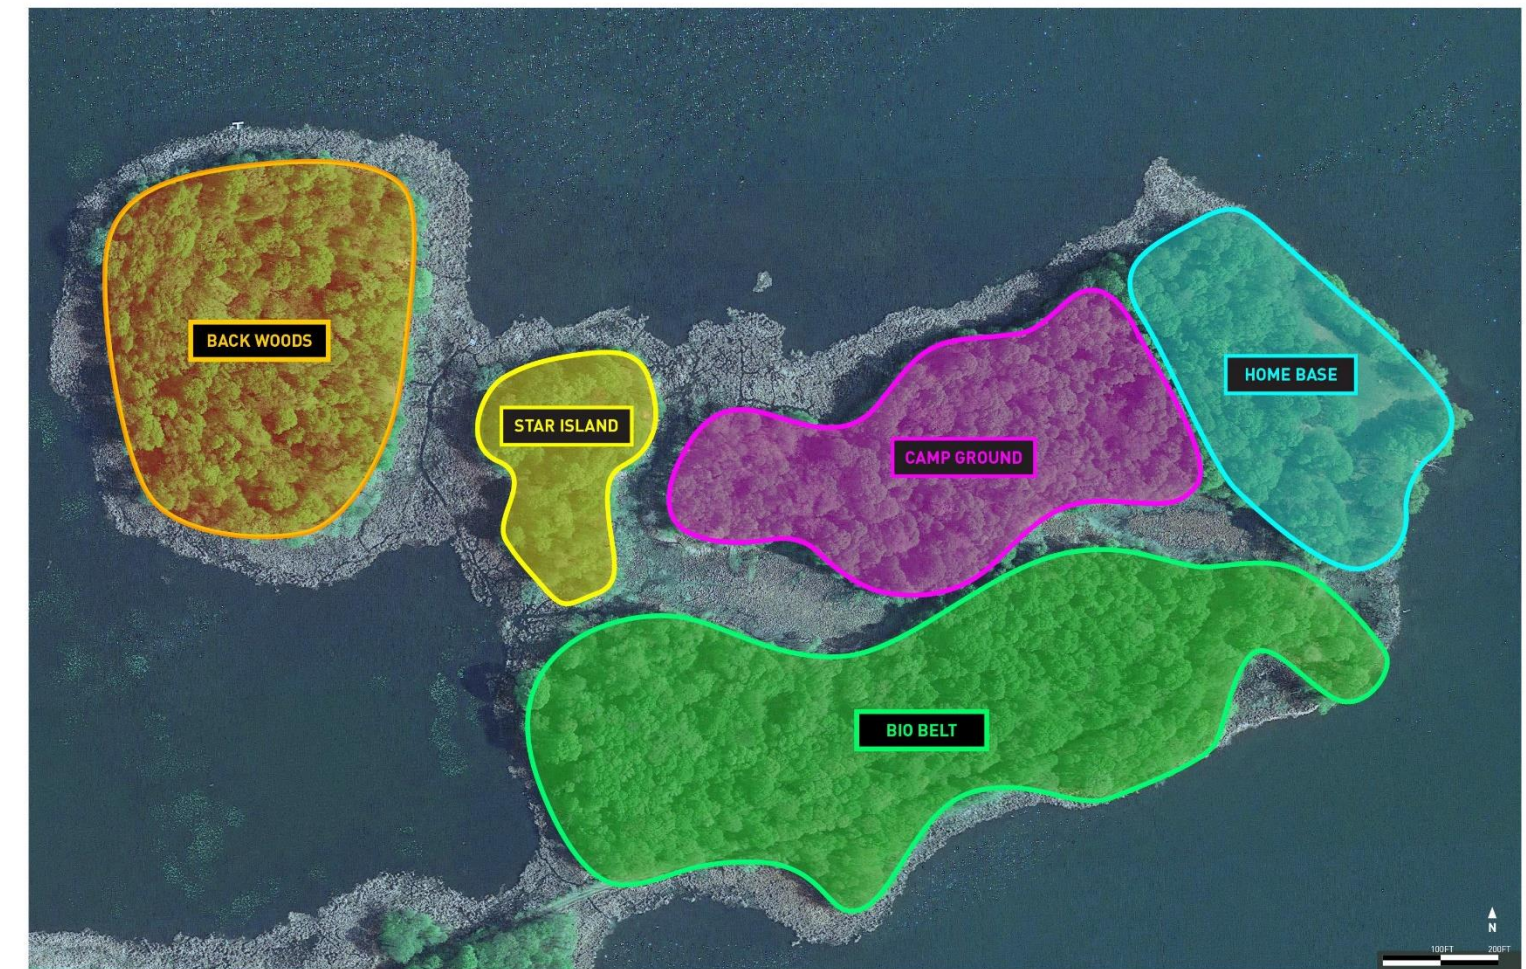 BACK WOODS
HOME BASE
STAR ISLAND
CAMP GROUND
BIO BELT
N
100FT 200FT